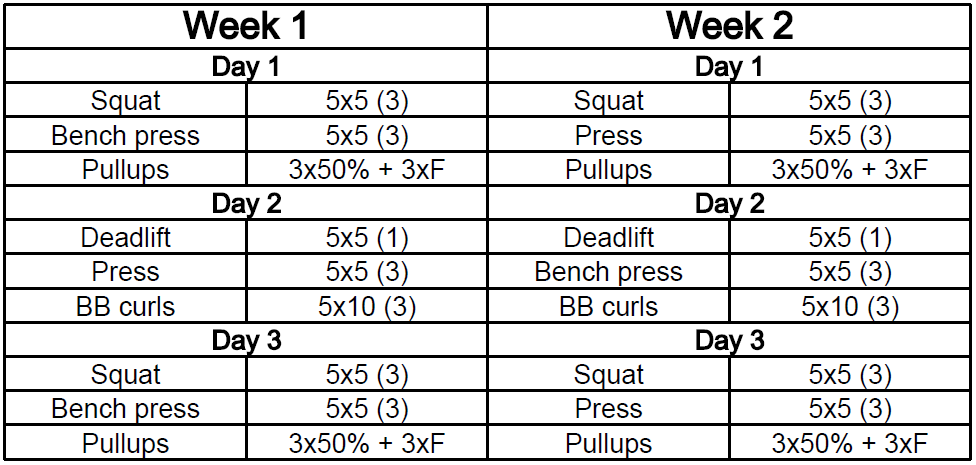 Week 1 Week 2
Day 1 Day 1
Squat 5x5 (3) Squat 5x5 (3)
Bench press 5x5 (3) Press 5x5 (3)
Pullups 3x50% + 3xF Pullups 3x50% + 3xF
Day 2 Day 2
Deadlift 5x5 (1) Deadlift 5x5 (1)
Press 5x5 (3) Bench press 5x5 (3)
BB curls 5x10 (3) BB curls 5x10 (3)
Day 3 Day 3
Squat 5x5 (3) Squat 5x5 (3)
Bench press 5x5 (3) Press 5x5 (3)
Pullups 3x50% + 3xF Pullups 3x50% + 3xF